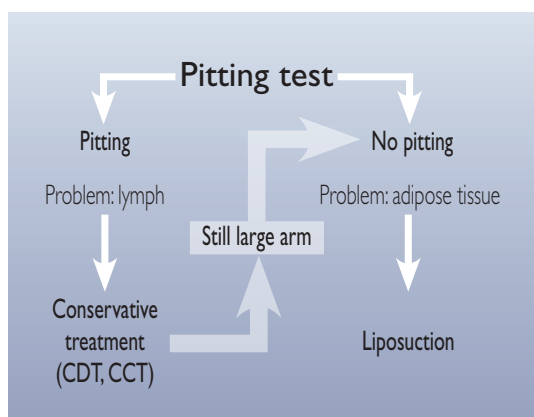 Pitting test
Pitting
No pitting
Problem: lymph
Problem: adipose tissue
Still large arm
Conservative
treatment
(CDT, CCT)
Liposuction